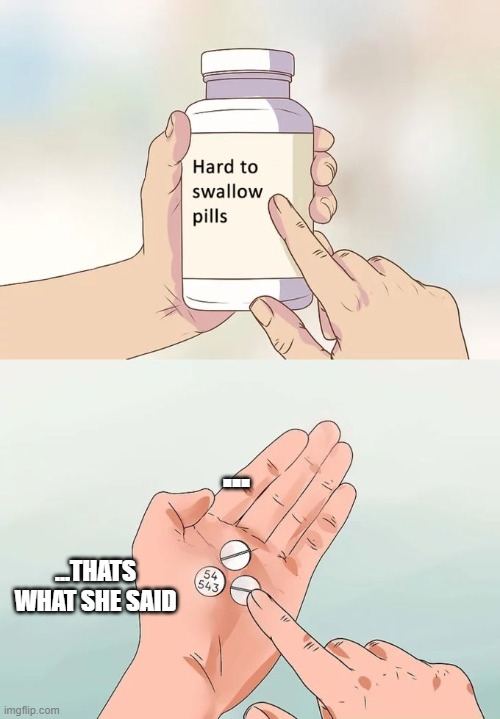 Hard to
swallow
pills
...
...THATS
WHAT SHE SAID
54
543
imgflip.com